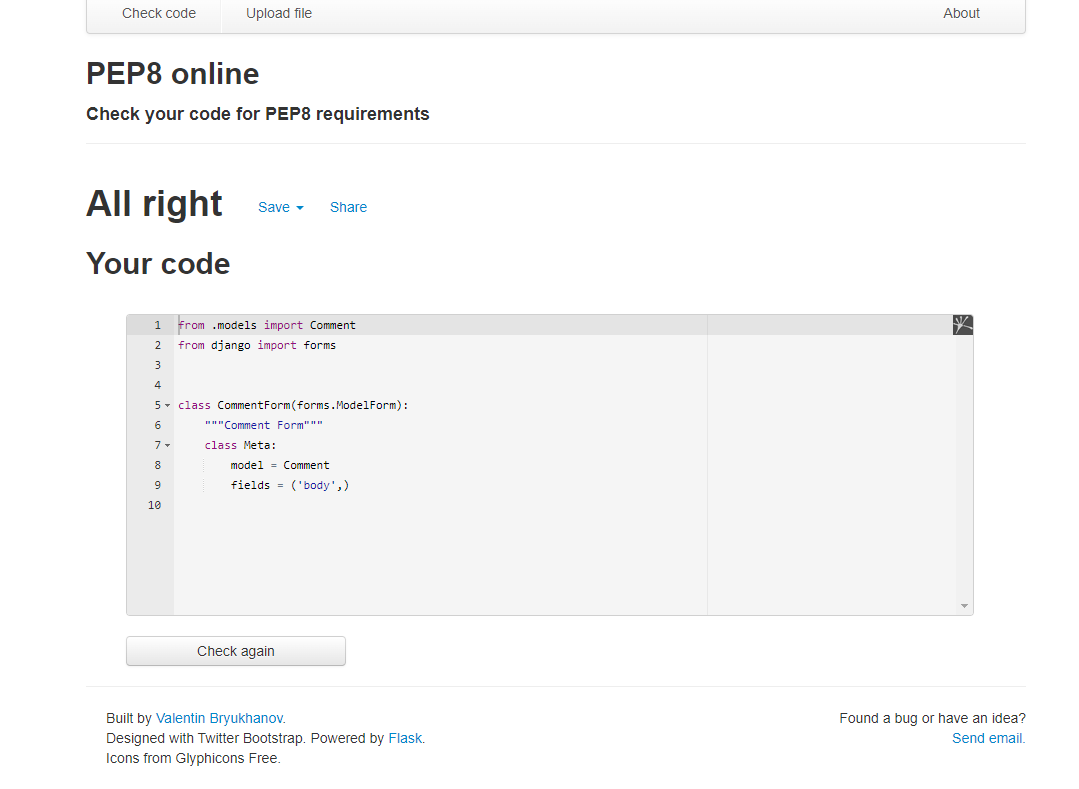 Check code Upload file About
PEP8 online
Check your code for PEP8 requirements
All right Save Share
Your code
1 from .models import Comment
2 from django import forms
3
4
5 class CommentForm(forms.ModelForm):
6 """Comment Form"""
7 class Meta:
8 model = Comment
9 fields = ('body',)
10
Check again
Built by Valentin Bryukhanov. Found a bug or have an idea?
Designed with Twitter Bootstrap. Powered by Flask. Send email.
Icons from Glyphicons Free.